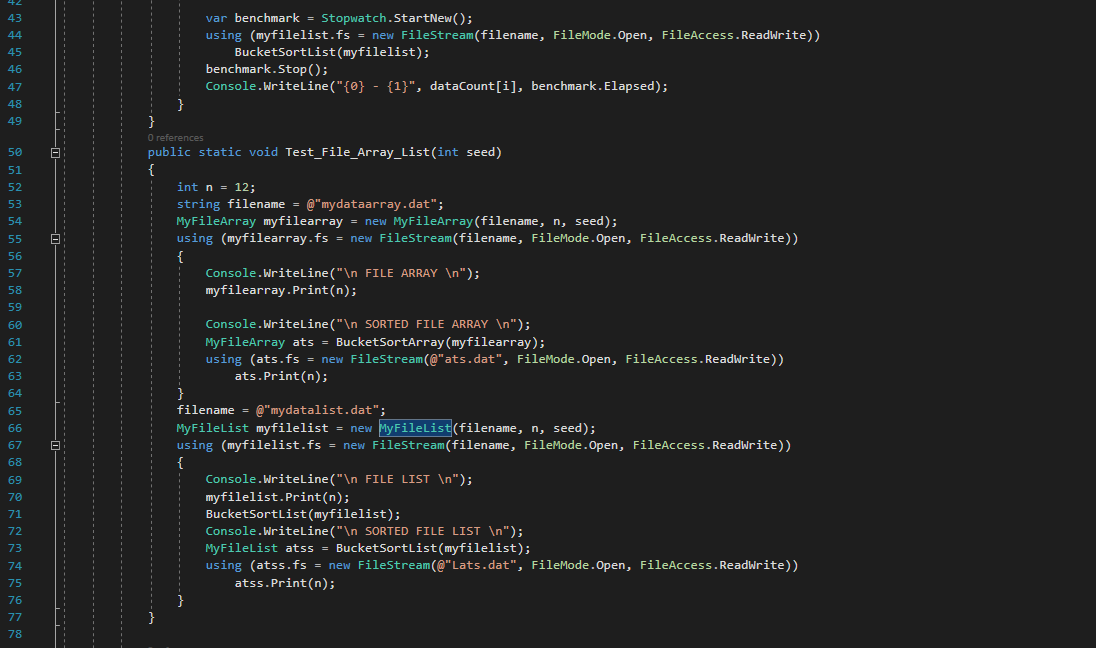 42
43 var benchmark = Stopwatch.StartNew();
44 using (myfilelist.fs = new FileStream(filename, FileMode.Open, FileAccess.ReadWrite))
45 BucketSortList(myfilelist);
46 benchmark.Stop();
47 Console.WriteLine("{0} - {1}", dataCount[i], benchmark.Elapsed);
48 }
49 }
0 references
50 public static void Test_File_Array_List(int seed)
51 {
52 int n = 12;
53 string filename = @"mydataarray.dat";
54 MyFileArray myfilearray = new MyFileArray(filename, n, seed);
55 using (myfilearray.fs = new FileStream(filename, FileMode.Open, FileAccess.ReadWrite))
56 {
57 Console.WriteLine("\n FILE ARRAY \n");
58 myfilearray.Print(n);
59
60 Console.WriteLine("\n SORTED FILE ARRAY \n");
61 MyFileArray ats = BucketSortArray(myfilearray);
62 using (ats.fs = new FileStream(@"ats.dat", FileMode.Open, FileAccess.ReadWrite))
63 ats.Print(n);
64 }
65 filename = @"mydatalist.dat";
66 MyFileList myfilelist = new MyFileList(filename, n, seed);
67 using (myfilelist.fs = new FileStream(filename, FileMode.Open, FileAccess.ReadWrite))
68 {
69 Console.WriteLine("\n FILE LIST \n");
70 myfilelist.Print(n);
71 BucketSortList(myfilelist);
72 Console.WriteLine("\n SORTED FILE LIST \n");
73 MyFileList atss = BucketSortList(myfilelist);
74 using (atss.fs = new FileStream(@"Lats.dat", FileMode.Open, FileAccess.ReadWrite))
75 atss.Print(n);
76 }
77 }
78